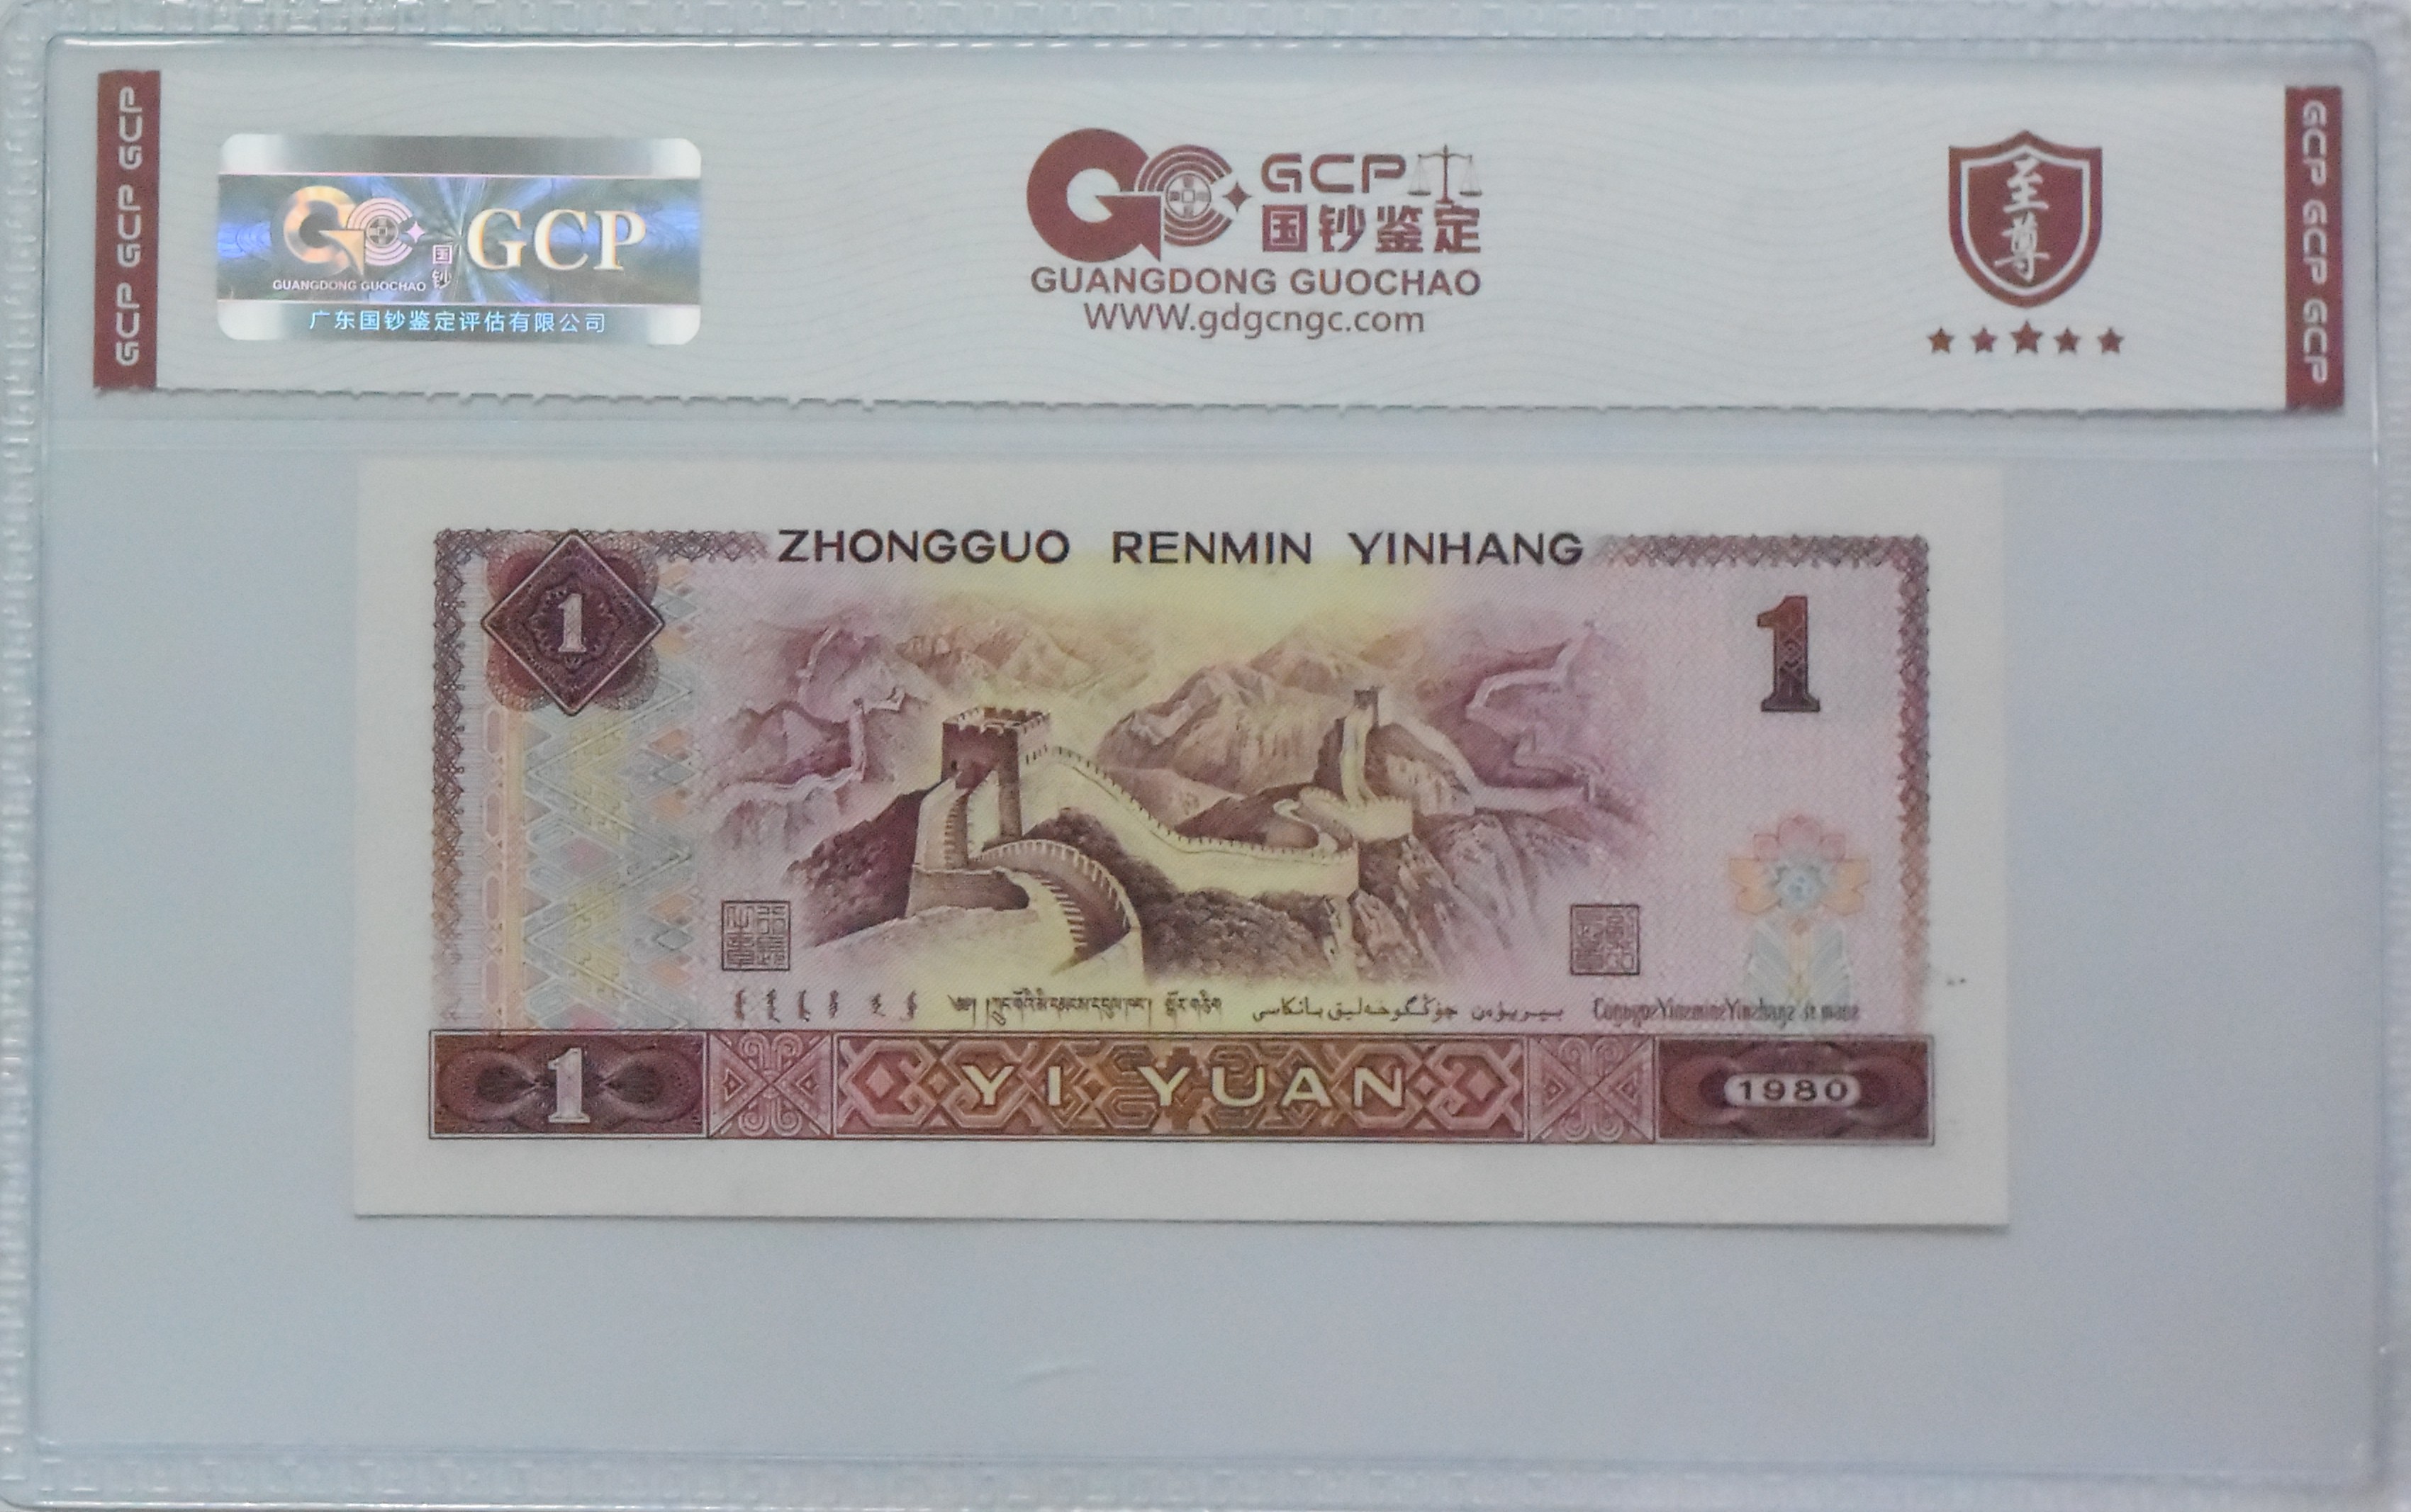 GCP GCP GCP
GUANGDONG GUOCHAO
国钞
GCP
广东国钞鉴定评估有限公司
GCP
国钞鉴定
GUANGDONG GUOCHAO
WWW.gdgcngc.com
至尊
GCP GCP GCP
ZHONGGUO RENMIN YINHANG
1
1
YI YUAN
1
1980